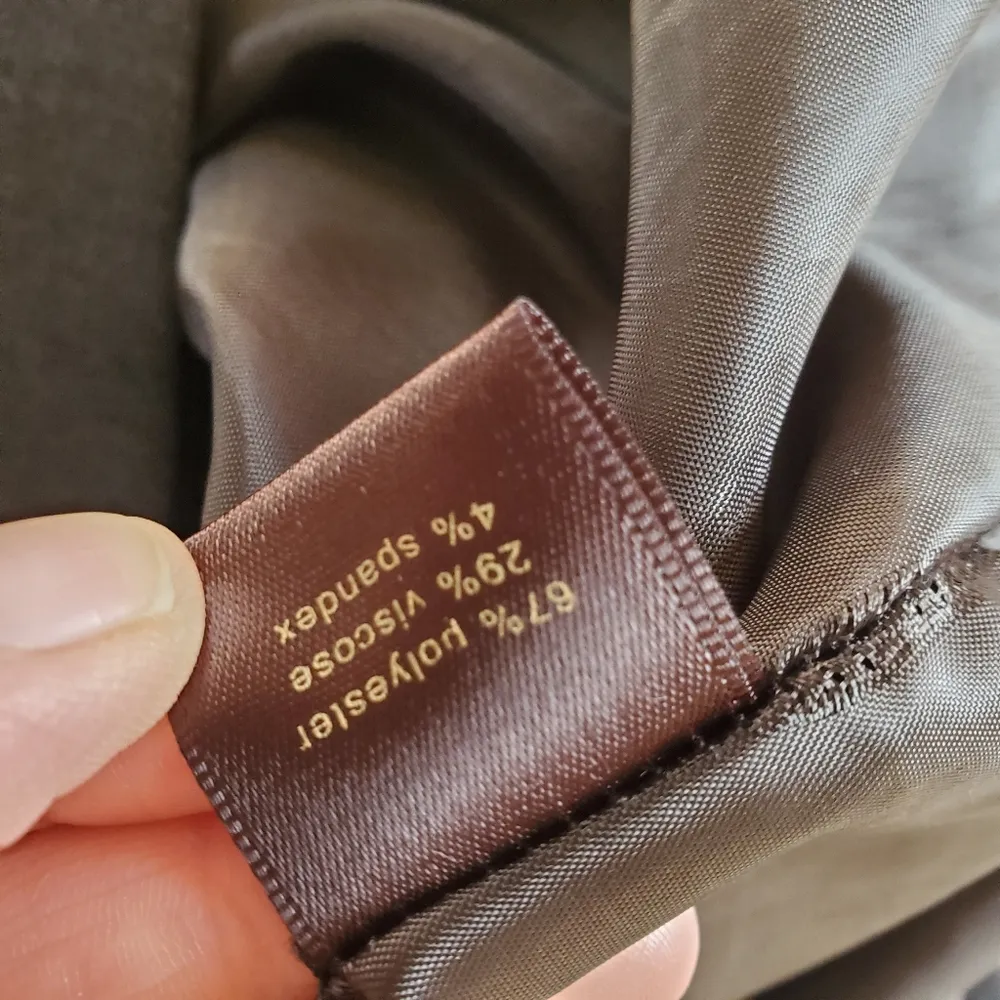 67% polyester
29% viscose
4% spandex